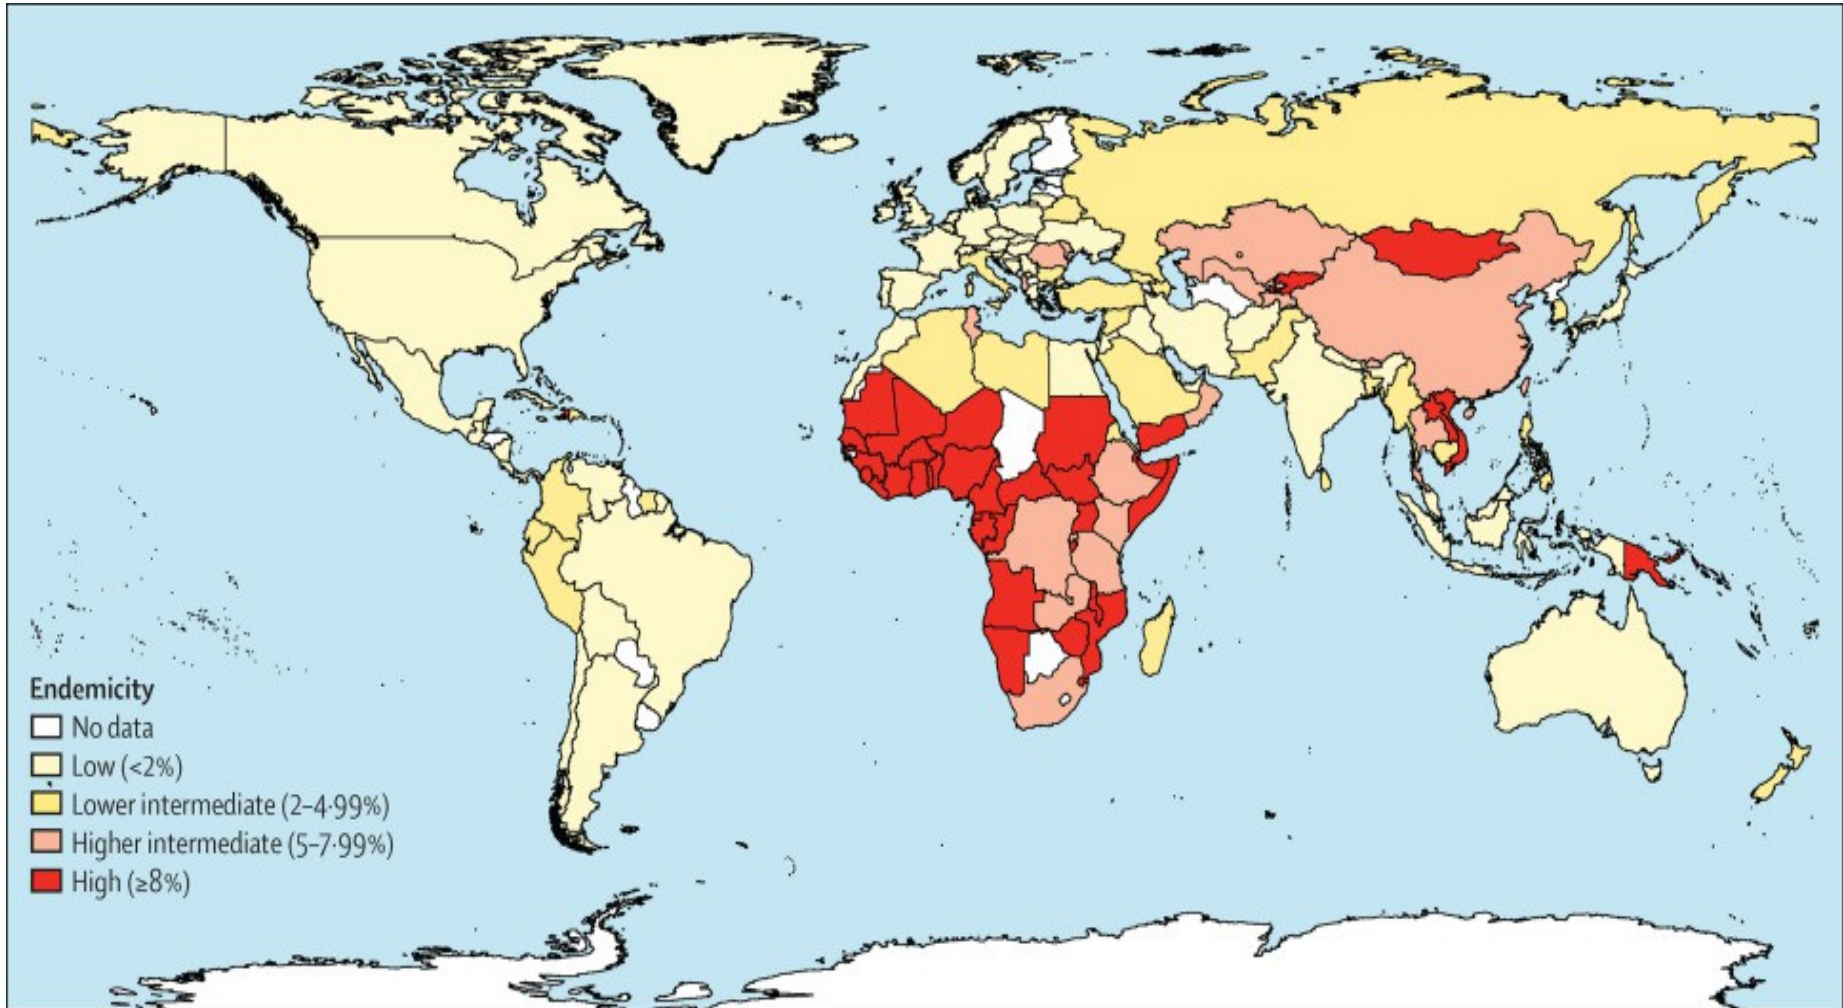 Endemicity
No data
Low (<2%)
Lower intermediate (2–4·99%)
Higher intermediate (5–7·99%)
High (≥8%)